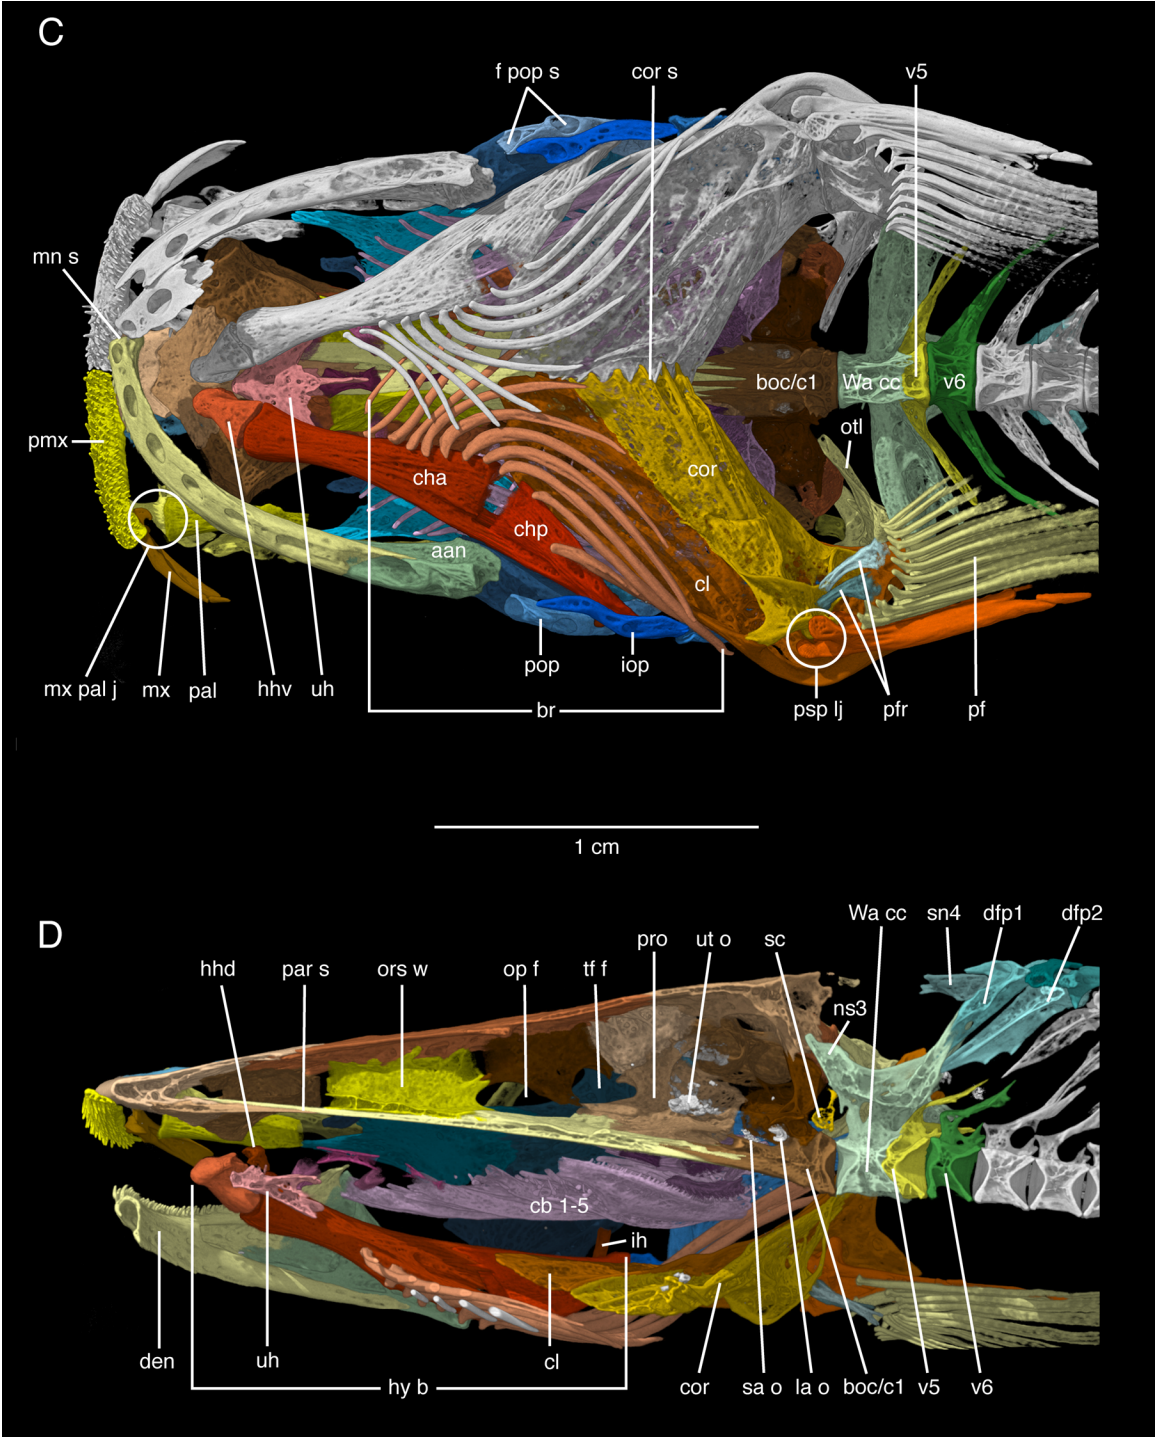 C
f pop s
cor s
v5
mn s
boc/c1
Wa cc
v6
otl
pmx
cha
cor
chp
aan
cl
pop
iop
mx pal j
mx
pal
hhv
uh
br
psp lj
pfr
pf
1 cm
D
Wa cc
sn4
dfp1
dfp2
pro
ut o
sc
hhd
par s
ors w
op f
tf f
ns3
cb 1-5
ih
den
uh
cl
hy b
cor
sa o
la o
boc/c1
v5
v6